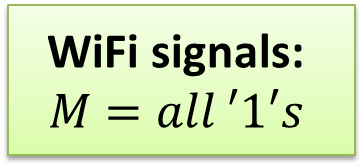 WiFi signals:
M = all ′1′s